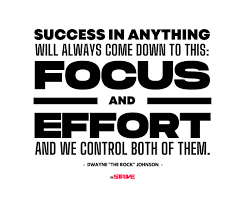 SUCCESS IN ANYTHING
WILL ALWAYS COME DOWN TO THIS:
FOCUS
AND
EFFORT
AND WE CONTROL BOTH OF THEM.
- DWAYNE "THE ROCK" JOHNSON -
STRIVE